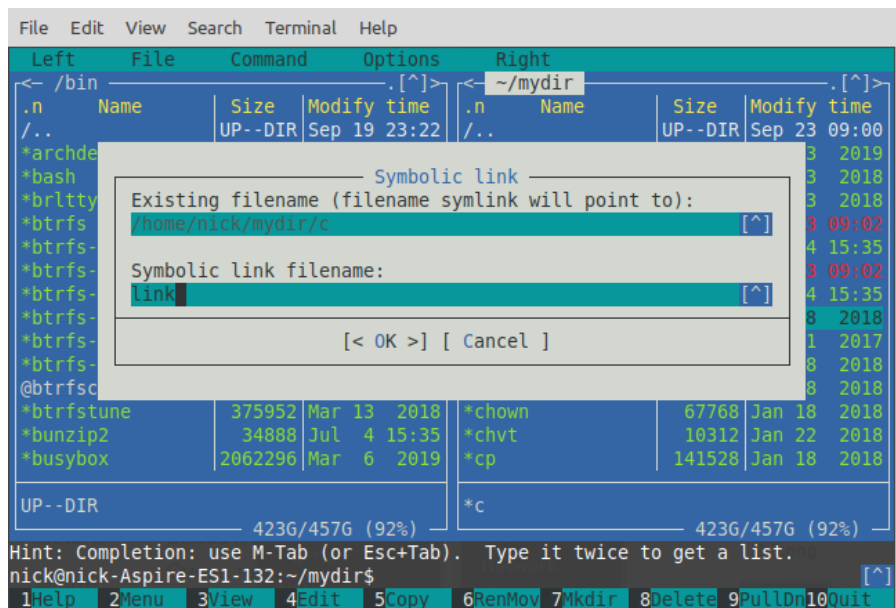 File Edit View Search Terminal Help
Left File Command Options Right
<— /bin .[^]> <— ~/mydir .[^]>
.n Name Size Modify time .n Name Size Modify time
/.. UP--DIR Sep 19 23:22 /.. UP--DIR Sep 23 09:00
*archde 3 2019
*bash Symbolic link 3 2018
*brltty Existing filename (filename symlink will point to): 3 2018
*btrfs /home/nick/mydir/c [^] 3 09:02
*btrfs- 4 15:35
*btrfs- Symbolic link filename: 3 09:02
*btrfs- link [^] 4 15:35
*btrfs- 8 2018
*btrfs- [< OK >] [ Cancel ] 1 2017
*btrfs- 8 2018
@btrfsc 8 2018
*btrfstune 375952 Mar 13 2018 *chown 67768 Jan 18 2018
*bunzip2 34888 Jul 4 15:35 *chvt 10312 Jan 22 2018
*busybox 2062296 Mar 6 2019 *cp 141528 Jan 18 2018
UP--DIR *c
423G/457G (92%) 423G/457G (92%)
Hint: Completion: use M-Tab (or Esc+Tab). Type it twice to get a list.
nick@nick-Aspire-ES1-132:~/mydir$ [^]
1Help 2Menu 3View 4Edit 5Copy 6RenMov 7Mkdir 8Delete 9PullDn 10Quit